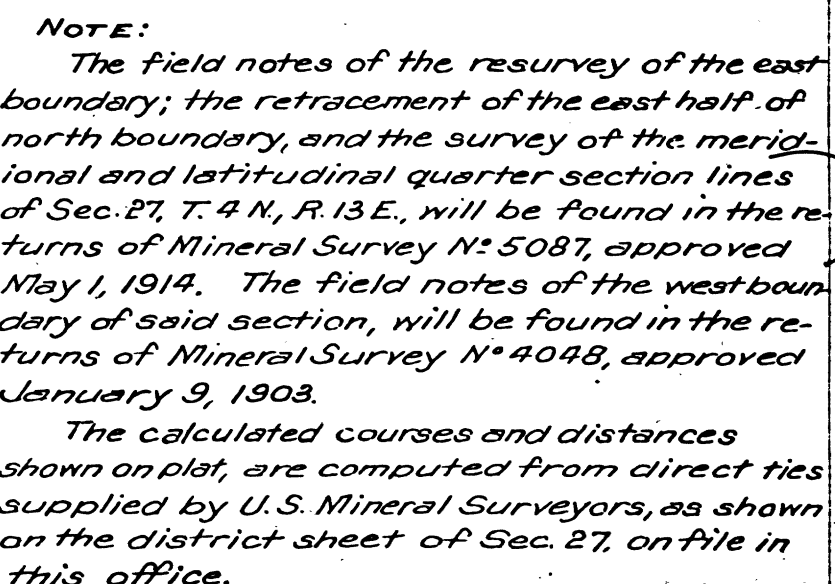 NOTE:
The field notes of the resurvey of the east
boundary; the retracement of the east half of
north boundary, and the survey of the merid-
ional and latitudinal quarter section lines
of Sec. 27, T. 4 N., R. 13 E., will be found in the re-
turns of Mineral Survey No. 5087, approved
May 1, 1914. The field notes of the west boun-
dary of said section, will be found in the re-
turns of Mineral Survey No. 4048, approved
January 9, 1903.
The calculated courses and distances
shown on plat, are computed from direct ties
supplied by U.S. Mineral Surveyors, as shown
on the district sheet of Sec. 27, on file in
this office.